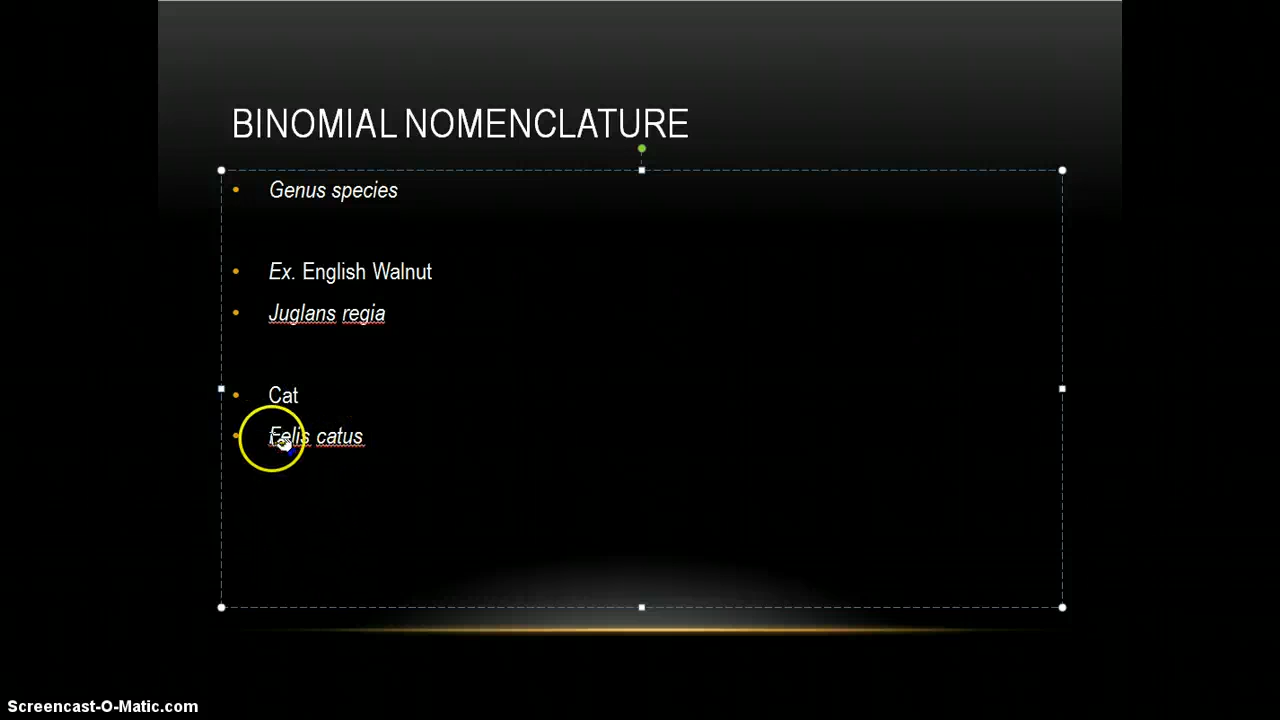 BINOMIAL NOMENCLATURE
Genus species
Ex. English Walnut
Juglans regia
Cat
Felis catus
Screencast-O-Matic.com